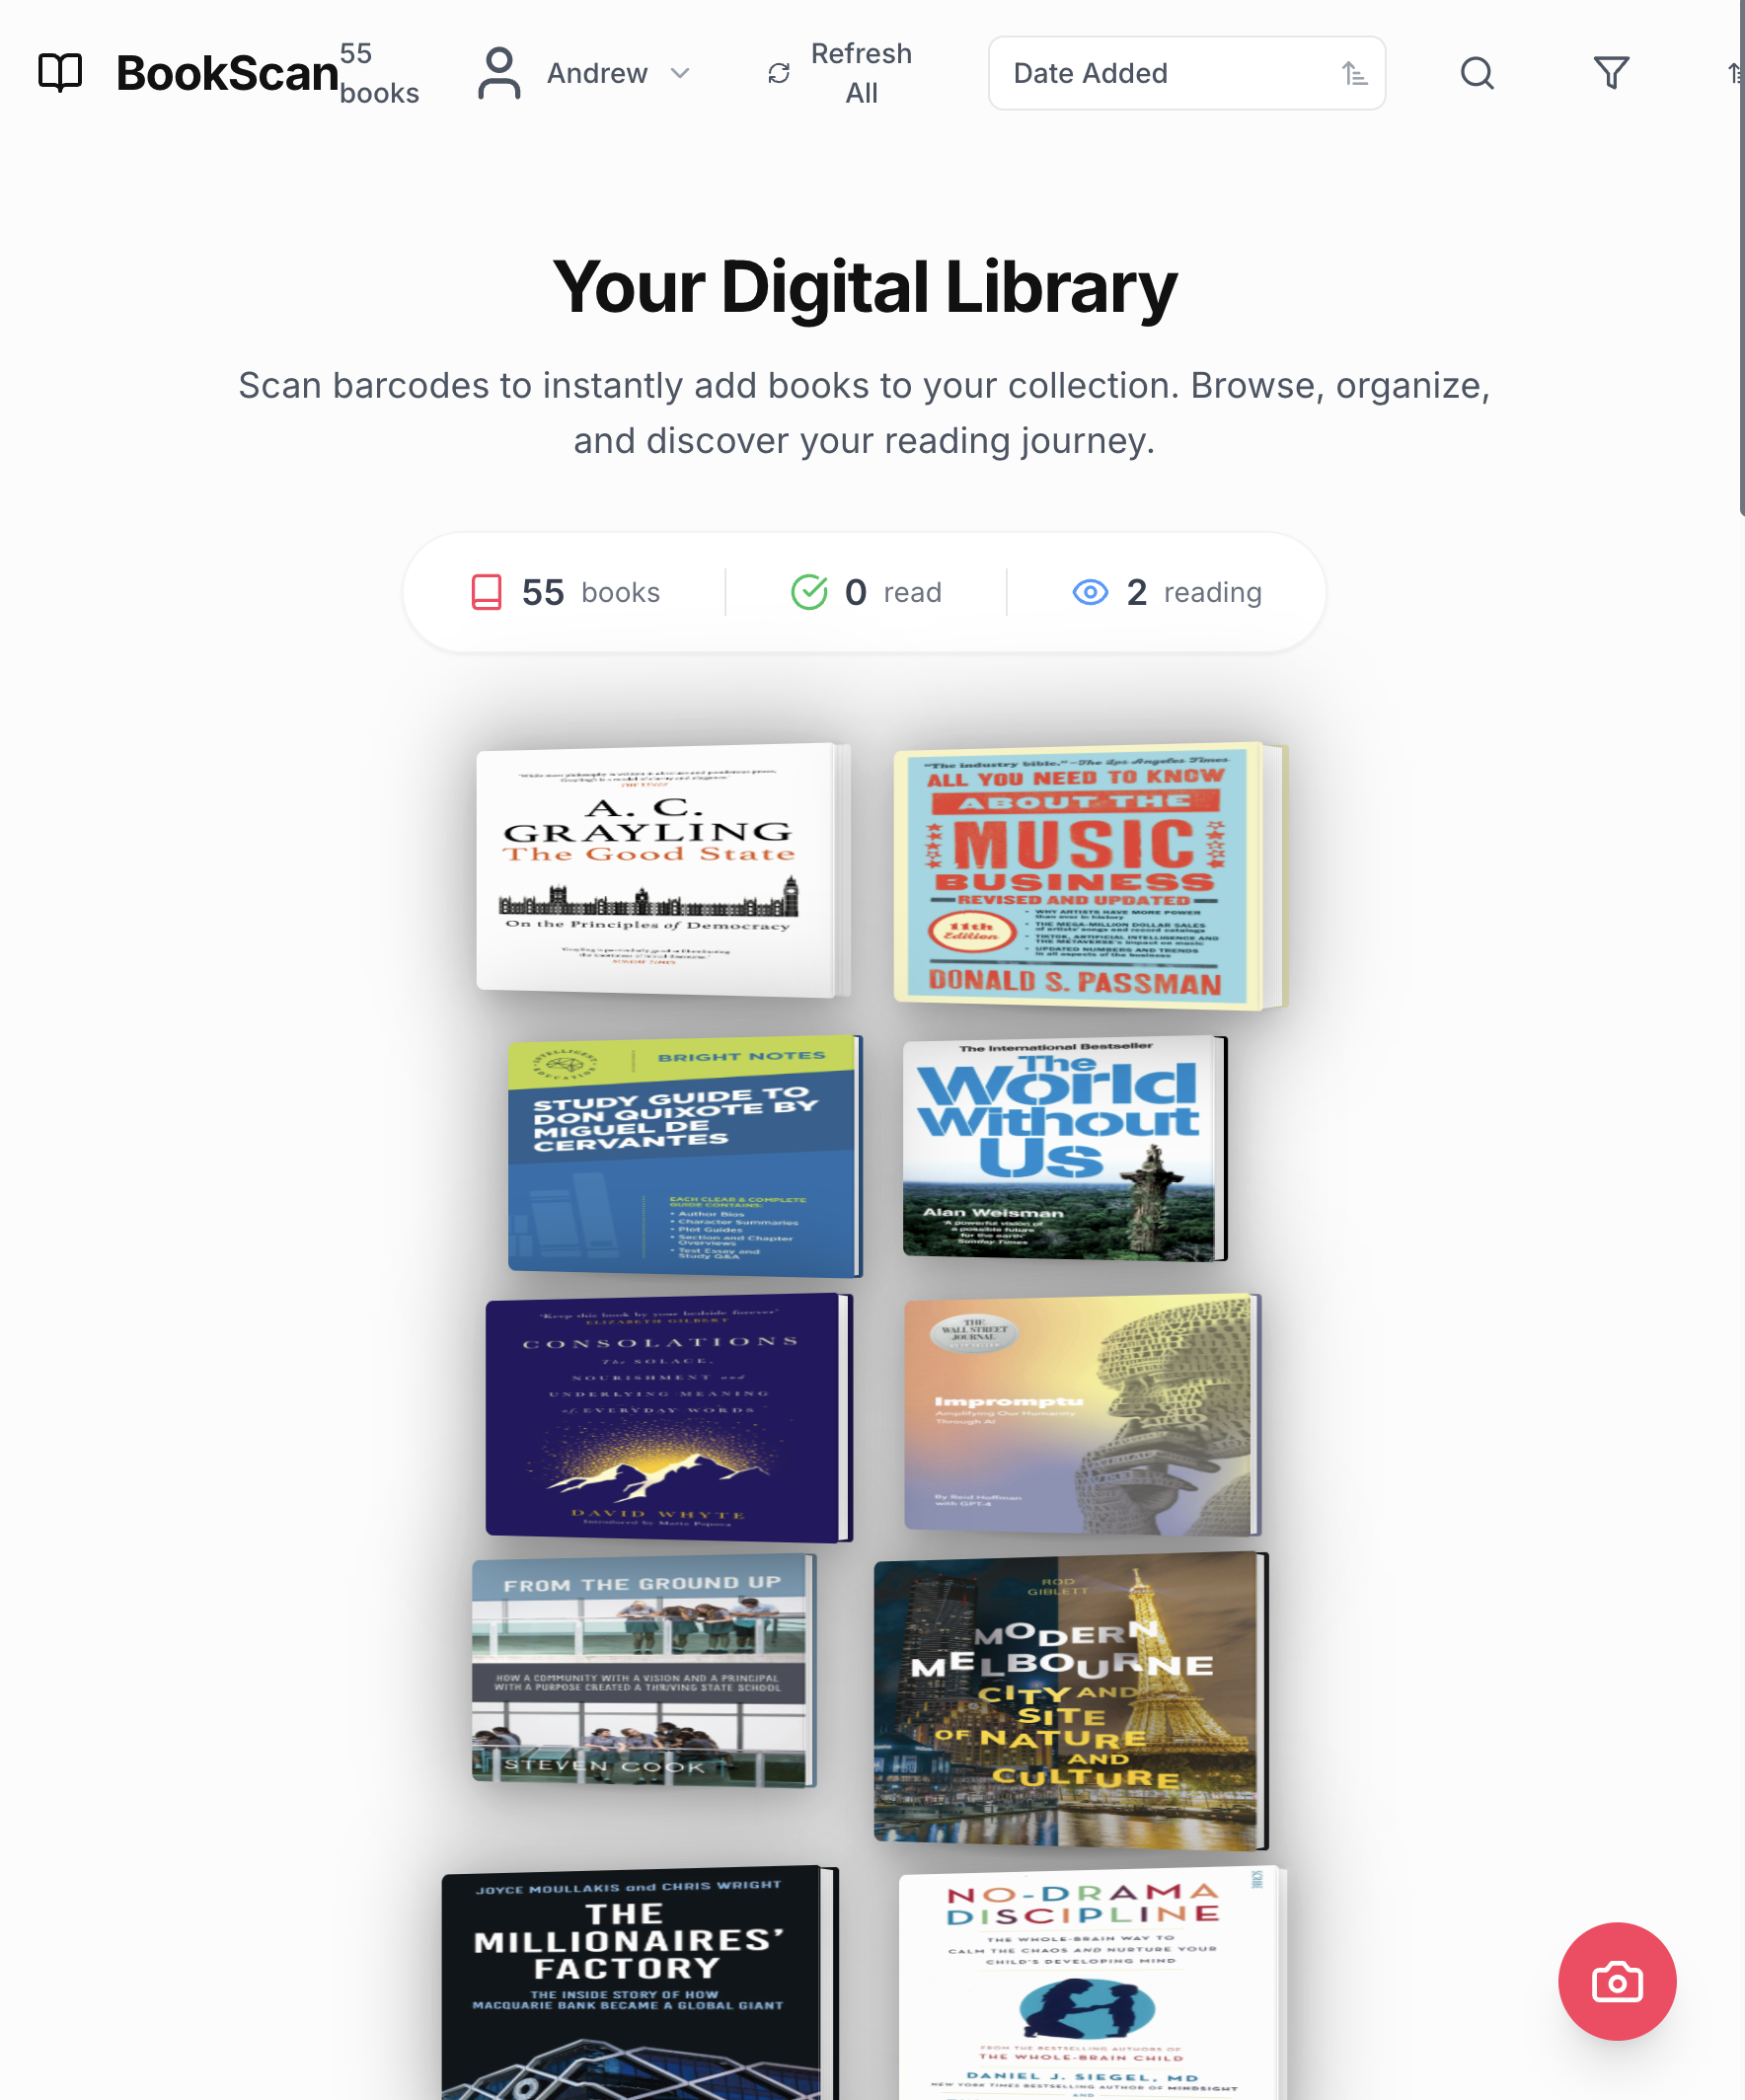 BookScan
55
books
Andrew
Refresh
All
Date Added
Your Digital Library
Scan barcodes to instantly add books to your collection. Browse, organize,
and discover your reading journey.
55 books
0 read
2 reading
A. C.
GRAYLING
The Good State
On the Principles of Democracy
SUNDAY TIMES
"The industry bible." —The Los Angeles Times
ALL YOU NEED TO KNOW
ABOUT THE
MUSIC
BUSINESS
REVISED AND UPDATED
11th
Edition
• WHY ARTISTS HAVE MORE POWER
than ever in history
• THE MEGA-MILLION DOLLAR SALES
of artists' songs and record catalogs
• TIKTOK, ARTIFICIAL INTELLIGENCE AND
THE METAVERSE's impact on music
• UPDATED NUMBERS AND TRENDS
in all aspects of the business
DONALD S. PASSMAN
INTELLIGENT
EDUCATION
BRIGHT NOTES
STUDY GUIDE TO
DON QUIXOTE BY
MIGUEL DE
CERVANTES
EACH CLEAR & COMPLETE
GUIDE CONTAINS:
• Author Bios
• Character Summaries
• Plot Guides
• Section and Chapter
Overviews
• Test Essay and
Study Q&A
The International Bestseller
The
World
Without
Us
Alan Weisman
'A powerful vision of
a possible future
for the earth'
Sunday Times
'Keep this book by your bedside forever'
ELIZABETH GILBERT
CONSOLATIONS
The SOLACE,
NOURISHMENT and
UNDERLYING MEANING
of EVERYDAY WORDS
DAVID WHYTE
Introduced by Maria Popova
THE
WALL STREET
JOURNAL
BESTSELLER
Impromptu
Amplifying Our Humanity
Through AI
By Reid Hoffman
with GPT-4
FROM THE GROUND UP
HOW A COMMUNITY WITH A VISION AND A PRINCIPAL
WITH A PURPOSE CREATED A THRIVING STATE SCHOOL
STEVEN COOK
ROD
GIBLETT
MODERN
MELBOURNE
CITY AND
SITE
OF NATURE
AND
CULTURE
JOYCE MOULLAKIS and CHRIS WRIGHT
THE
MILLIONAIRES'
FACTORY
THE INSIDE STORY OF HOW
MACQUARIE BANK BECAME A GLOBAL GIANT
NO-DRAMA
DISCIPLINE
THE WHOLE-BRAIN WAY TO
CALM THE CHAOS AND NURTURE YOUR
CHILD'S DEVELOPING MIND
FROM THE BESTSELLING AUTHORS OF
THE WHOLE-BRAIN CHILD
DANIEL J. SIEGEL, MD
NEW YORK TIMES BESTSELLING AUTHOR OF MINDSIGHT
AND